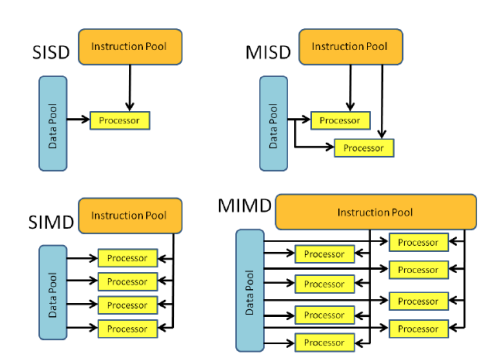 SISD
Instruction Pool
Data Pool
Processor
MISD
Instruction Pool
Data Pool
Processor
Processor
SIMD
Instruction Pool
Data Pool
Processor
Processor
Processor
Processor
MIMD
Instruction Pool
Data Pool
Processor
Processor
Processor
Processor
Processor
Processor
Processor
Processor